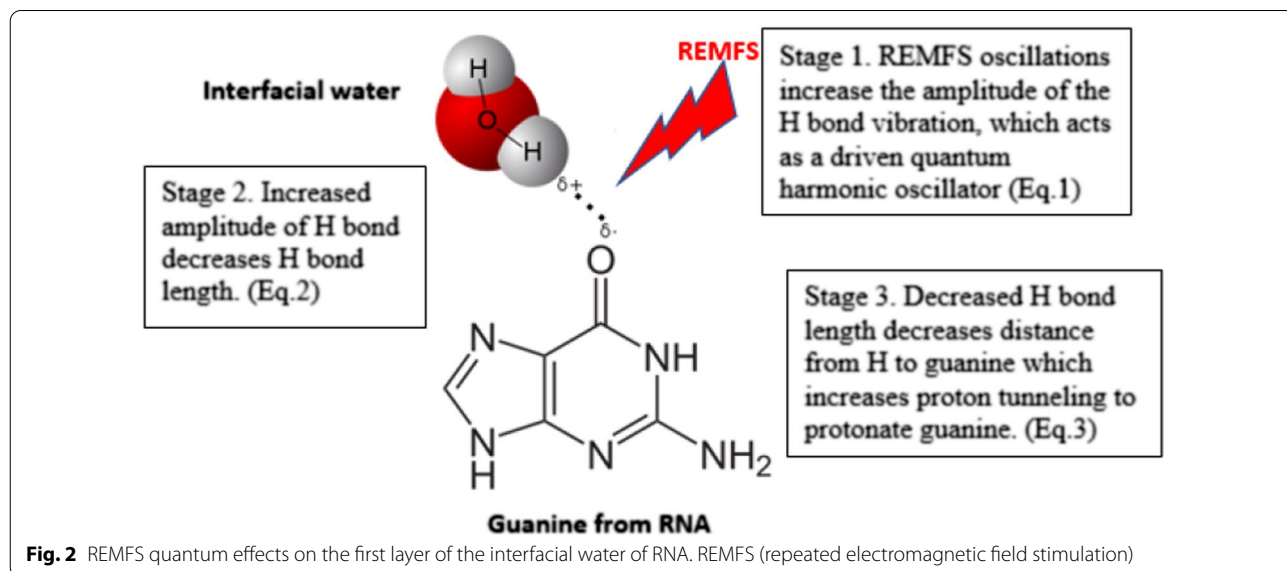 REMFS
Stage 1. REMFS oscillations
increase the amplitude of the
H bond vibration, which acts
as a driven quantum
harmonic oscillator (Eq.1)
Interfacial water
H
O
H
δ+
δ-
Stage 2. Increased
amplitude of H bond
decreases H bond
length. (Eq.2)
O
N
NH
N
H
N
NH2
Stage 3. Decreased H bond
length decreases distance
from H to guanine which
increases proton tunneling to
protonate guanine. (Eq.3)
Guanine from RNA
Fig. 2 REMFS quantum effects on the first layer of the interfacial water of RNA. REMFS (repeated electromagnetic field stimulation)